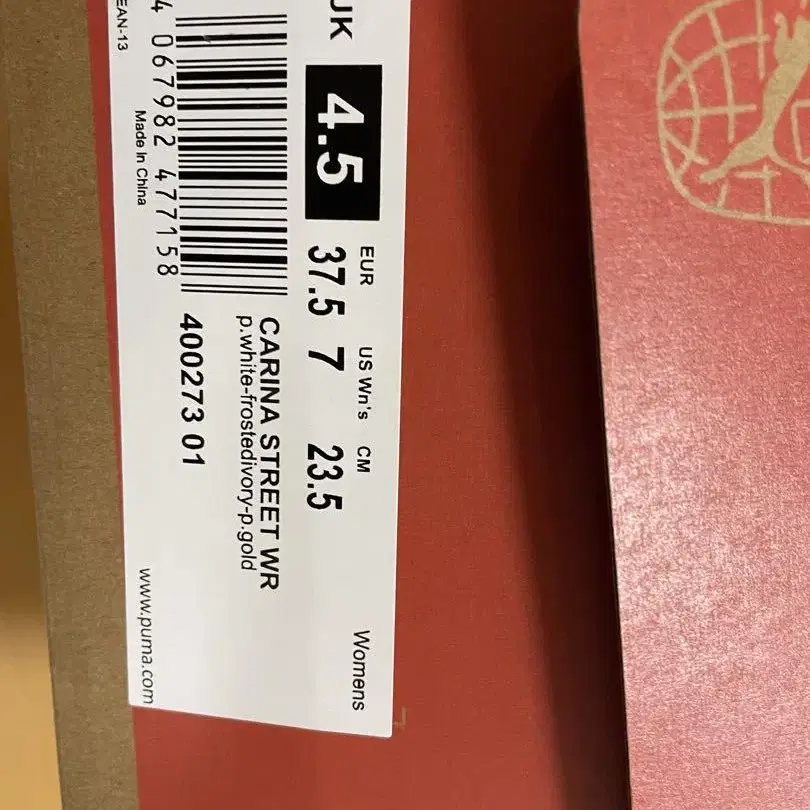 UK EUR US Wn's CM Womens
4.5 37.5 7 23.5
CARINA STREET WR
p.white-frostedivory-p.gold
4 067982 477158
400273 01
EAN-13 Made in China www.puma.com